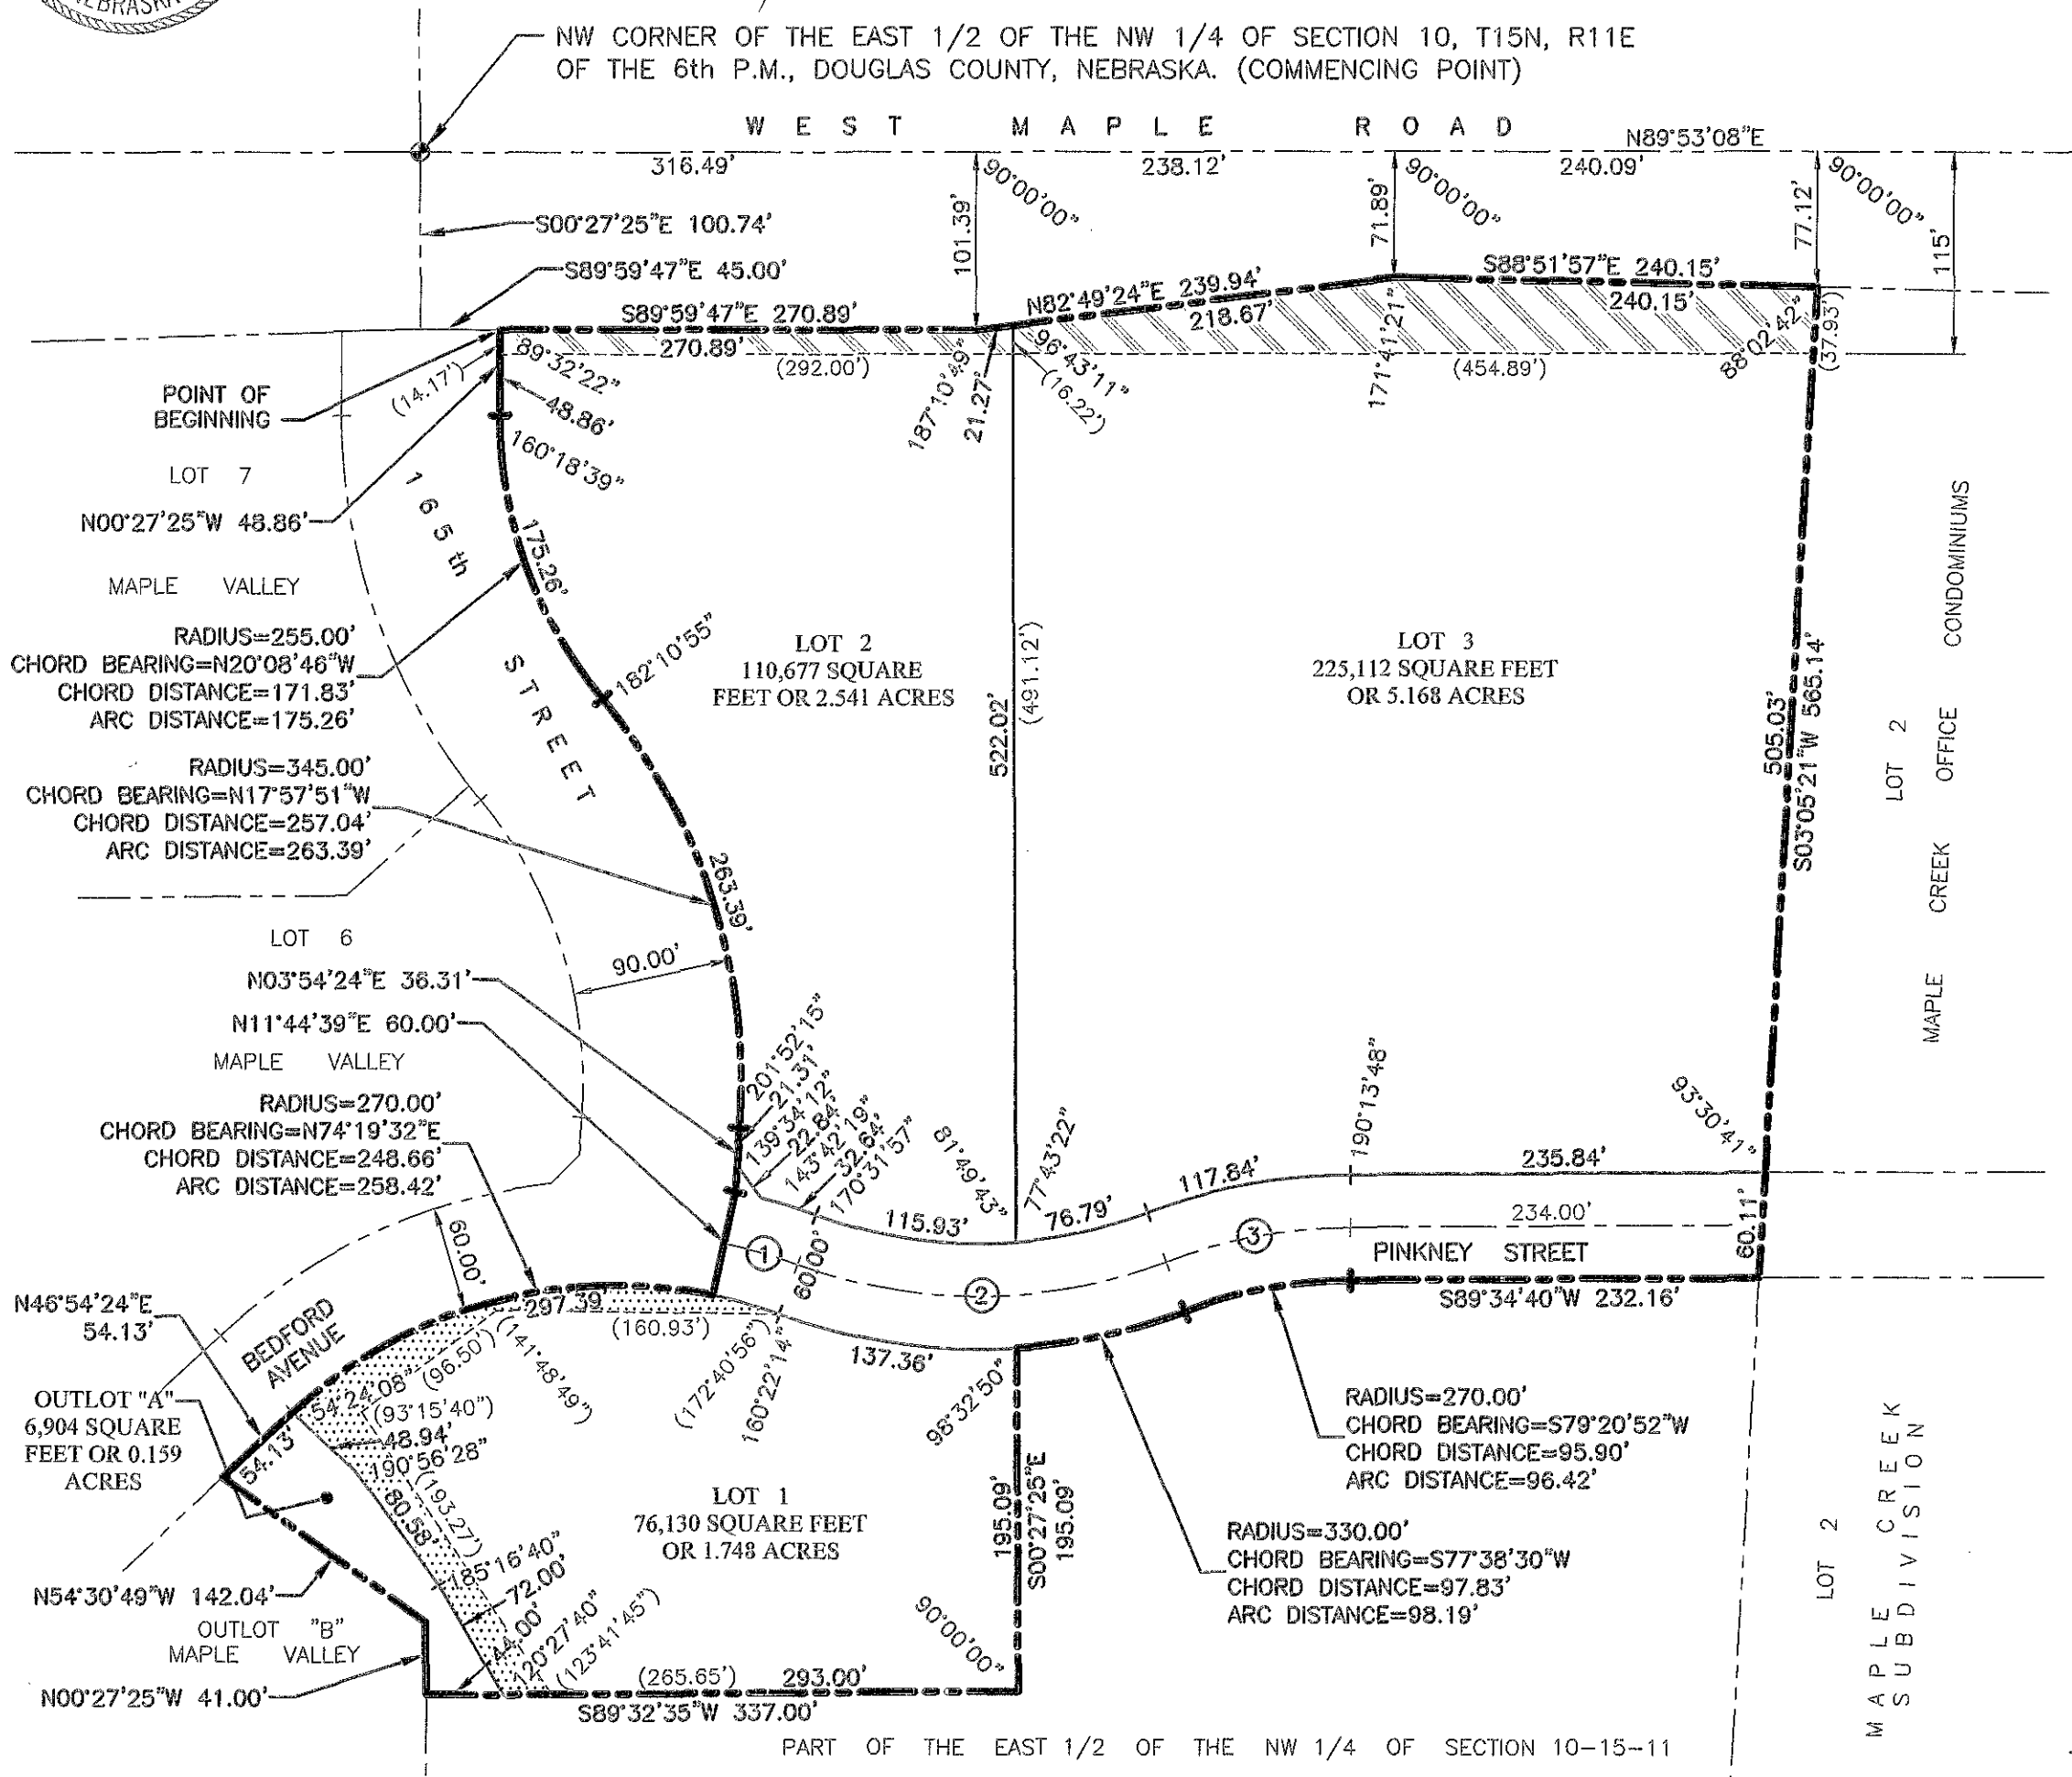 NEBRASKA
NW CORNER OF THE EAST 1/2 OF THE NW 1/4 OF SECTION 10, T15N, R11E
OF THE 6th P.M., DOUGLAS COUNTY, NEBRASKA. (COMMENCING POINT)
WEST MAPLE ROAD
N89°53'08"E
316.49'
90°00'00"
238.12'
90°00'00"
240.09'
90°00'00"
101.39'
71.89'
77.12'
115'
S00°27'25"E 100.74'
S89°59'47"E 45.00'
S89°59'47"E 270.89'
270.89'
(292.00')
N82°49'24"E 239.94'
218.67'
S88°51'57"E 240.15'
240.15'
(454.89')
88°02'42"
(37.93')
171°41'21"
96°43'11"
(16.22')
187°10'49"
21.27'
89°32'22"
(14.17')
48.86'
160°18'39"
POINT OF
BEGINNING
LOT 7
N00°27'25"W 48.86'
MAPLE VALLEY
165th STREET
175.26'
182°10'55"
RADIUS=255.00'
CHORD BEARING=N20°08'46"W
CHORD DISTANCE=171.83'
ARC DISTANCE=175.26'
RADIUS=345.00'
CHORD BEARING=N17°57'51"W
CHORD DISTANCE=257.04'
ARC DISTANCE=263.39'
263.39'
90.00'
LOT 2
110,677 SQUARE
FEET OR 2.541 ACRES
522.02'
(491.12')
LOT 3
225,112 SQUARE FEET
OR 5.168 ACRES
505.03'
S03°05'21"W 565.14'
LOT 2
MAPLE CREEK OFFICE CONDOMINIUMS
LOT 6
N03°54'24"E 36.31'
N11°44'39"E 60.00'
MAPLE VALLEY
RADIUS=270.00'
CHORD BEARING=N74°19'32"E
CHORD DISTANCE=248.66'
ARC DISTANCE=258.42'
201°52'15"
21.31'
139°34'12"
22.84'
143°42'19"
32.64'
170°31'57"
81°49'43"
77°43'22"
115.93'
76.79'
117.84'
190°13'48"
235.84'
93°30'41"
60.11'
234.00'
PINKNEY STREET
S89°34'40"W 232.16'
1
2
3
60.00'
60.00'
N46°54'24"E
54.13'
BEDFORD
AVENUE
297.39
(160.93')
(141°48'49")
(96.50')
54°24'08"
(93°15'40")
(172°40'56")
160°22'14"
137.36'
98°32'50"
OUTLOT "A"
6,904 SQUARE
FEET OR 0.159
ACRES
54.13'
48.94'
190°56'28"
80.58'
(193.27')
185°16'40"
72.00'
44.00'
120°27'40"
(123°41'45")
LOT 1
76,130 SQUARE FEET
OR 1.748 ACRES
195.09'
S00°27'25"E
195.09'
90°00'00"
RADIUS=270.00'
CHORD BEARING=S79°20'52"W
CHORD DISTANCE=95.90'
ARC DISTANCE=96.42'
RADIUS=330.00'
CHORD BEARING=S77°38'30"W
CHORD DISTANCE=97.83'
ARC DISTANCE=98.19'
N54°30'49"W 142.04'
OUTLOT "B"
MAPLE VALLEY
N00°27'25"W 41.00'
(265.65')
293.00'
S89°32'35"W 337.00'
LOT 2
MAPLE CREEK
SUBDIVISION
PART OF THE EAST 1/2 OF THE NW 1/4 OF SECTION 10-15-11